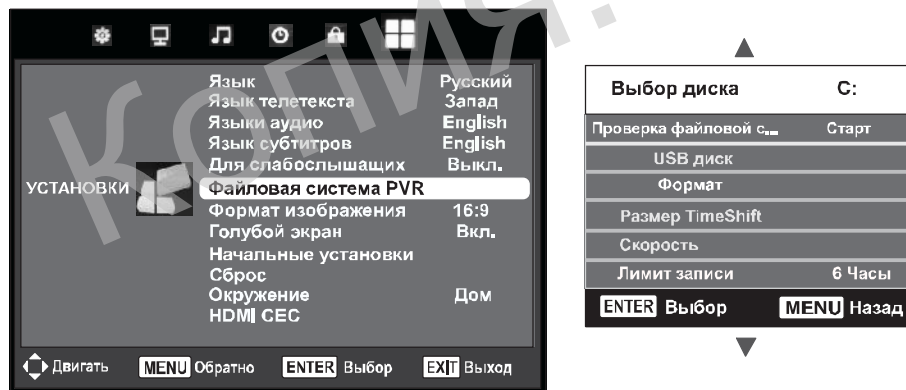 КОПИЯ.
УСТАНОВКИ
Язык Русский
Язык телетекста Запад
Языки аудио English
Язык субтитров English
Для слабослышащих Выкл.
Файловая система PVR
Формат изображения 16:9
Голубой экран Вкл.
Начальные установки
Сброс
Окружение Дом
HDMI CEC
Двигать MENU Обратно ENTER Выбор EXIT Выход
Выбор диска C:
Проверка файловой с... Старт
USB диск
Формат
Размер TimeShift
Скорость
Лимит записи 6 Часы
ENTER Выбор MENU Назад